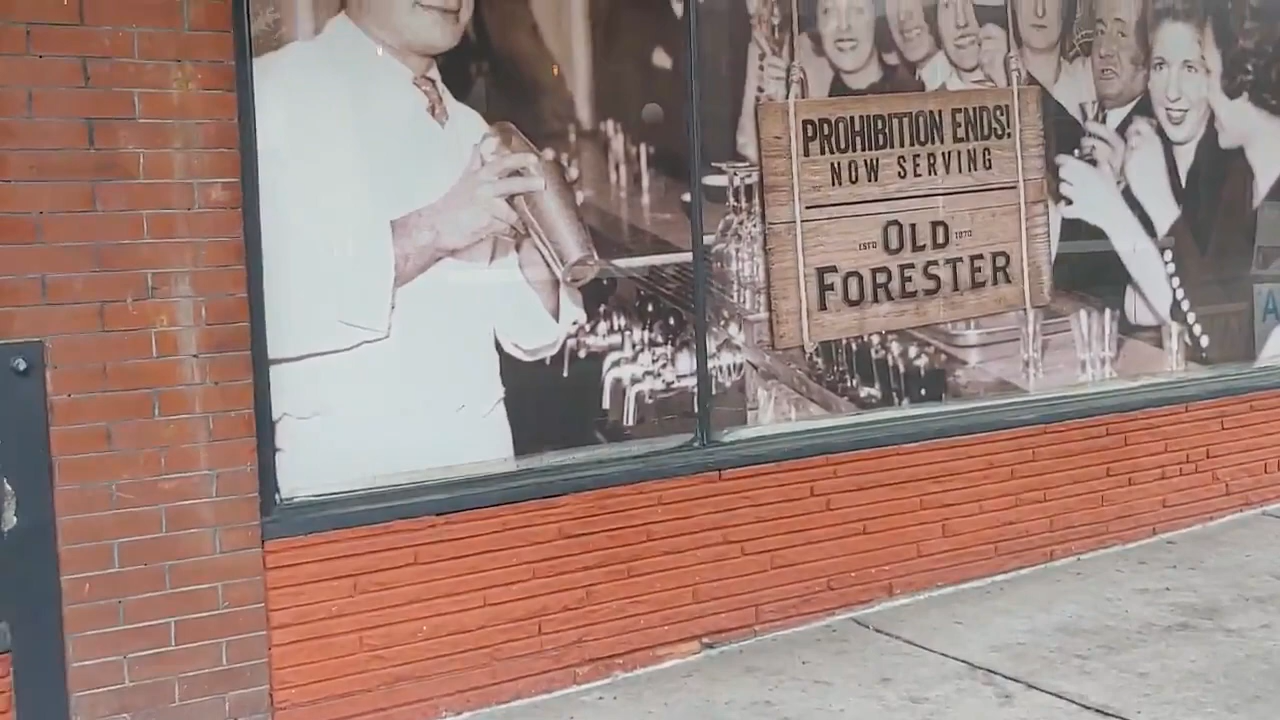 PROHIBITION ENDS!
NOW SERVING
ESTD OLD 1870
FORESTER
A